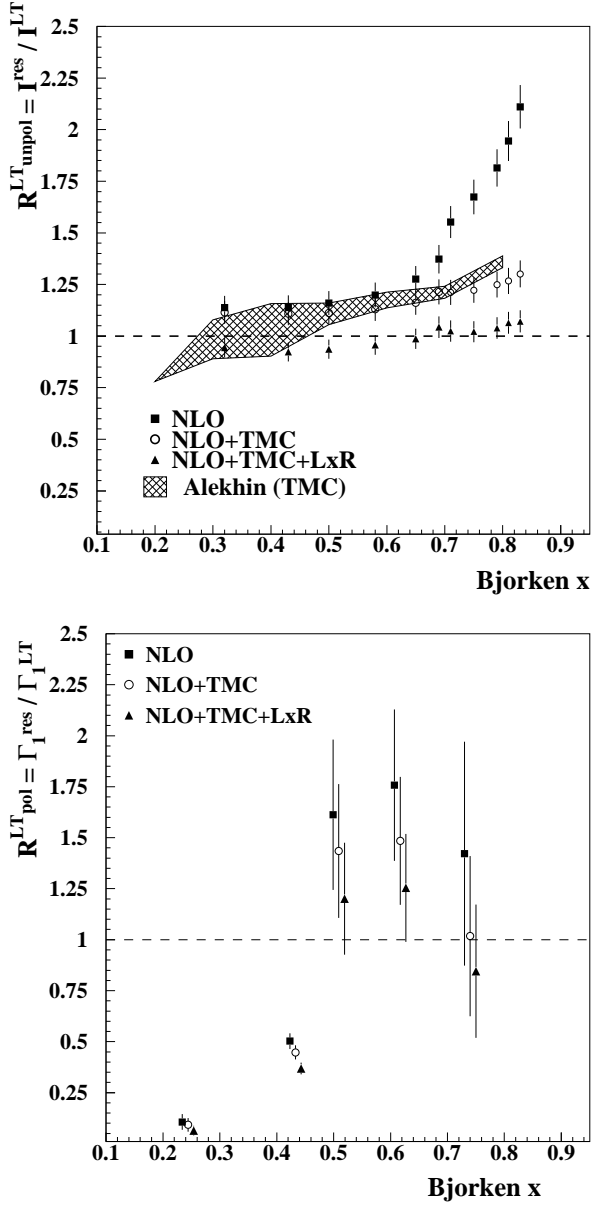 R^LT_unpol = I^res / I^LT
2.5
2.25
2
1.75
1.5
1.25
1
0.75
0.5
0.25
NLO
NLO+TMC
NLO+TMC+LxR
Alekhin (TMC)
0.1 0.2 0.3 0.4 0.5 0.6 0.7 0.8 0.9
Bjorken x
R^LT_pol = Γ_1^res / Γ_1^LT
2.5
2.25
2
1.75
1.5
1.25
1
0.75
0.5
0.25
NLO
NLO+TMC
NLO+TMC+LxR
0.1 0.2 0.3 0.4 0.5 0.6 0.7 0.8 0.9
Bjorken x